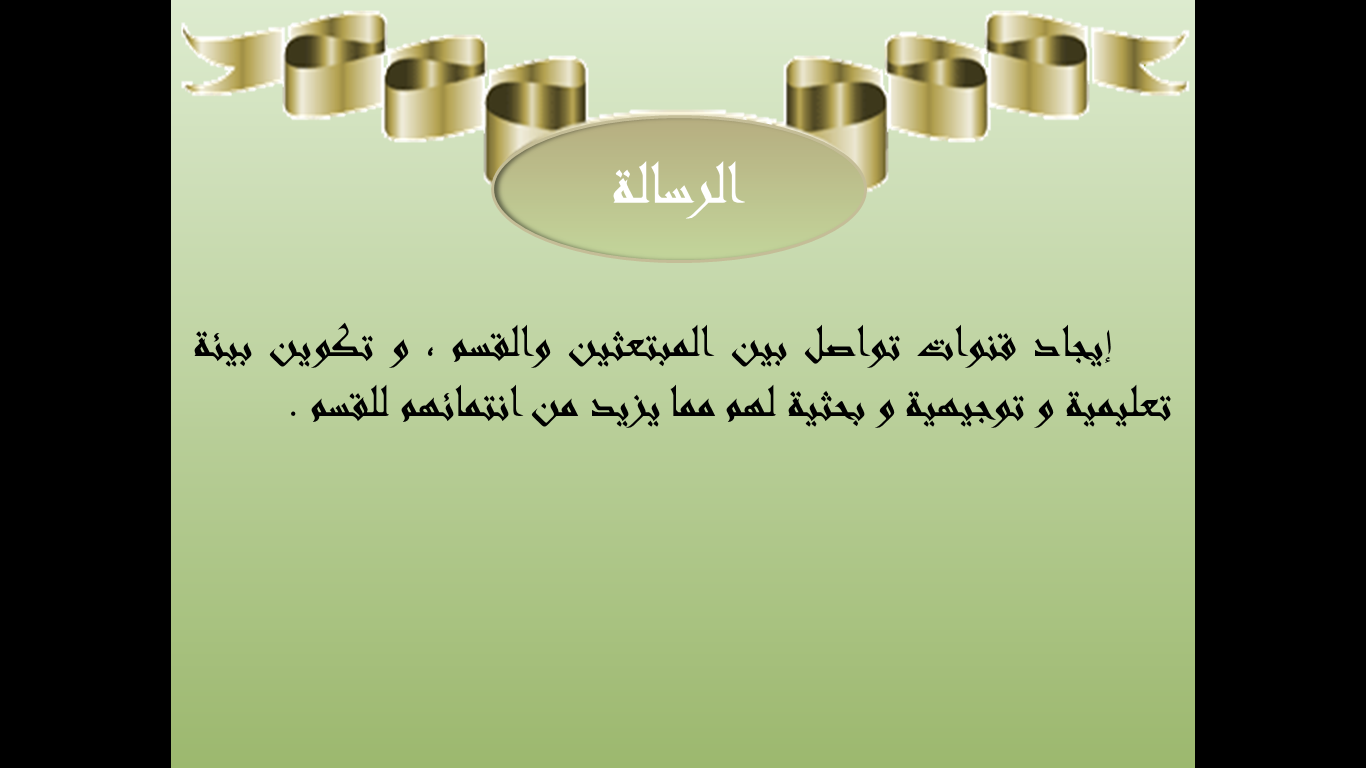 الرسالة
إيجاد قنوات تواصل بين المبتعثين والقسم ، و تكوين بيئة
تعليمية و توجيهية و بحثية لهم مما يزيد من انتمائهم للقسم .